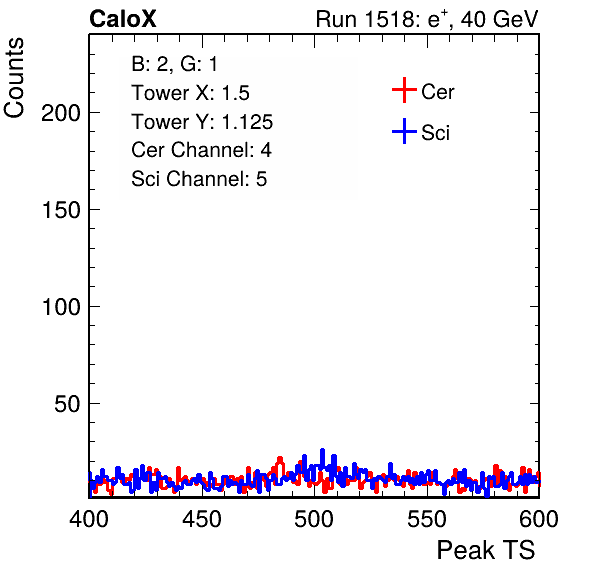 CaloX Run 1518: e+, 40 GeV
Counts
B: 2, G: 1
Tower X: 1.5
Tower Y: 1.125
Cer Channel: 4
Sci Channel: 5
Cer
Sci
200
150
100
50
400 450 500 550 600
Peak TS